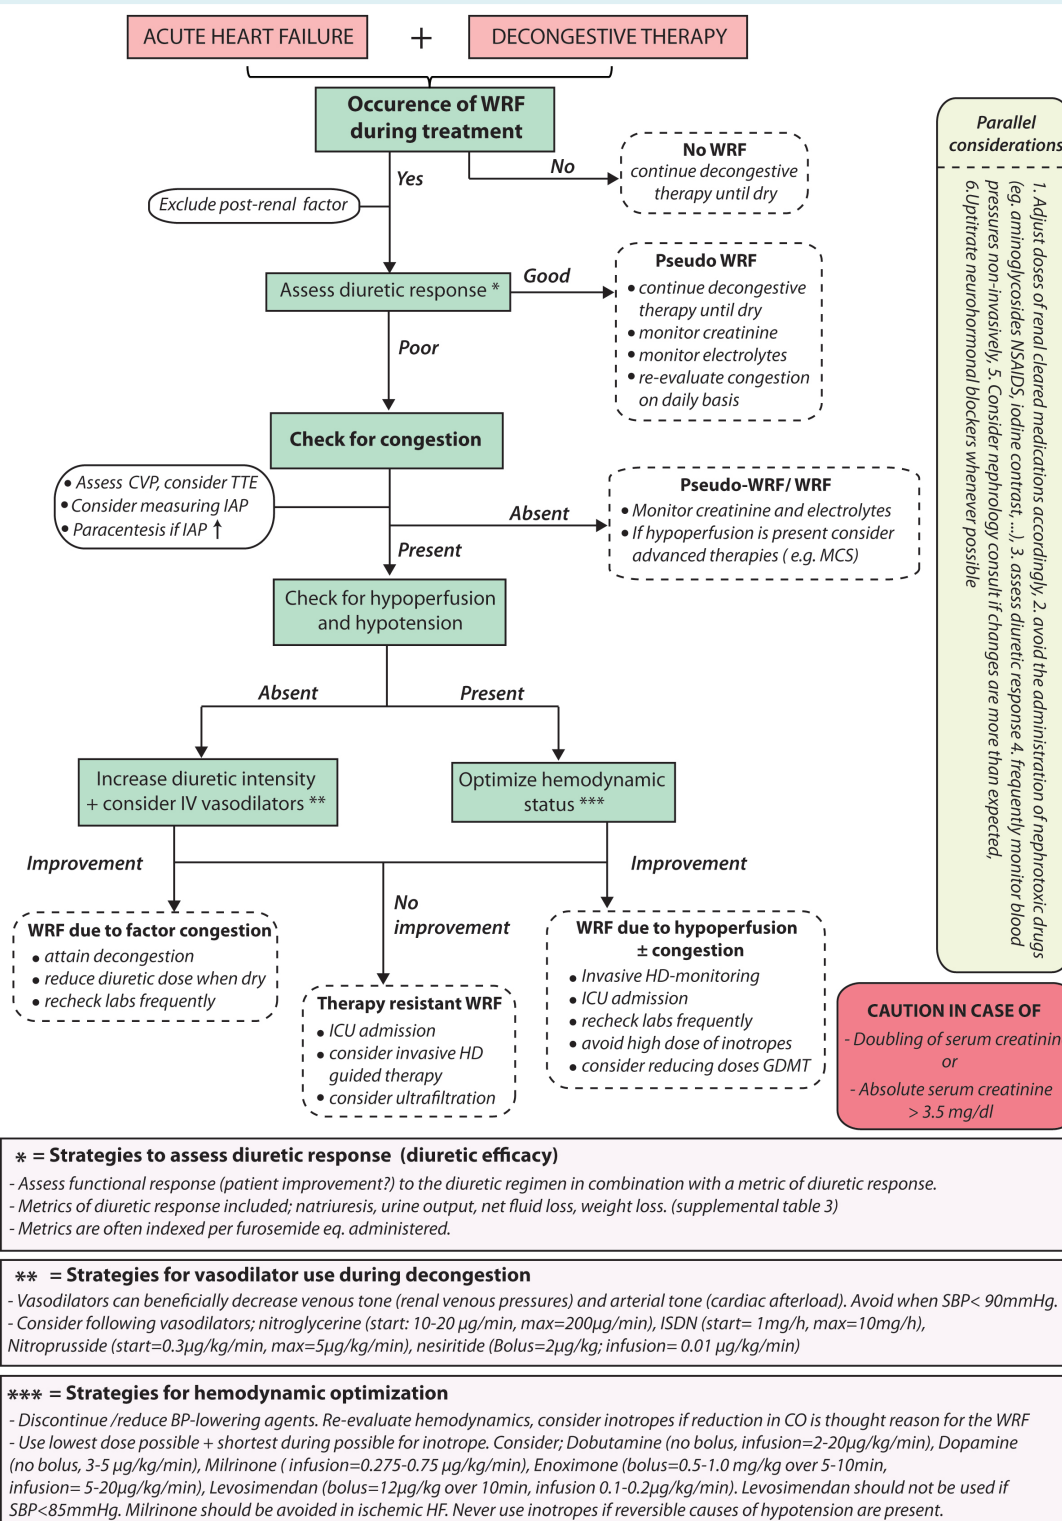 ACUTE HEART FAILURE
+
DECONGESTIVE THERAPY
Occurence of WRF
during treatment
No
No WRF
continue decongestive
therapy until dry
Yes
Exclude post-renal factor
Assess diuretic response *
Good
Pseudo WRF
• continue decongestive
therapy until dry
• monitor creatinine
• monitor electrolytes
• re-evaluate congestion
on daily basis
Poor
Check for congestion
• Assess CVP, consider TTE
• Consider measuring IAP
• Paracentesis if IAP ↑
Absent
Pseudo-WRF/ WRF
• Monitor creatinine and electrolytes
• If hypoperfusion is present consider
advanced therapies ( e.g. MCS)
Present
Check for hypoperfusion
and hypotension
Absent
Present
Increase diuretic intensity
+ consider IV vasodilators **
Optimize hemodynamic
status ***
Improvement
No
improvement
Improvement
WRF due to factor congestion
• attain decongestion
• reduce diuretic dose when dry
• recheck labs frequently
Therapy resistant WRF
• ICU admission
• consider invasive HD
guided therapy
• consider ultrafiltration
WRF due to hypoperfusion
± congestion
• Invasive HD-monitoring
• ICU admission
• recheck labs frequently
• avoid high dose of inotropes
• consider reducing doses GDMT
Parallel
considerations
1. Adjust doses of renal cleared medications accordingly, 2. avoid the administration of nephrotoxic drugs
(eg. aminoglycosides NSAIDS, iodine contrast, ...), 3. assess diuretic response 4. frequently monitor blood
pressures non-invasively, 5. Consider nephrology consult if changes are more than expected,
6.Uptitrate neurohormonal blockers whenever possible
CAUTION IN CASE OF
- Doubling of serum creatinin
or
- Absolute serum creatinine
> 3.5 mg/dl
* = Strategies to assess diuretic response (diuretic efficacy)
- Assess functional response (patient improvement?) to the diuretic regimen in combination with a metric of diuretic response.
- Metrics of diuretic response included; natriuresis, urine output, net fluid loss, weight loss. (supplemental table 3)
- Metrics are often indexed per furosemide eq. administered.
** = Strategies for vasodilator use during decongestion
- Vasodilators can beneficially decrease venous tone (renal venous pressures) and arterial tone (cardiac afterload). Avoid when SBP< 90mmHg.
- Consider following vasodilators; nitroglycerine (start: 10-20 µg/min, max=200µg/min), ISDN (start= 1mg/h, max=10mg/h),
Nitroprusside (start=0.3µg/kg/min, max=5µg/kg/min), nesiritide (Bolus=2µg/kg; infusion= 0.01 µg/kg/min)
*** = Strategies for hemodynamic optimization
- Discontinue /reduce BP-lowering agents. Re-evaluate hemodynamics, consider inotropes if reduction in CO is thought reason for the WRF
- Use lowest dose possible + shortest during possible for inotrope. Consider; Dobutamine (no bolus, infusion=2-20µg/kg/min), Dopamine
(no bolus, 3-5 µg/kg/min), Milrinone ( infusion=0.275-0.75 µg/kg/min), Enoximone (bolus=0.5-1.0 mg/kg over 5-10min,
infusion= 5-20µg/kg/min), Levosimendan (bolus=12µg/kg over 10min, infusion 0.1-0.2µg/kg/min). Levosimendan should not be used if
SBP<85mmHg. Milrinone should be avoided in ischemic HF. Never use inotropes if reversible causes of hypotension are present.